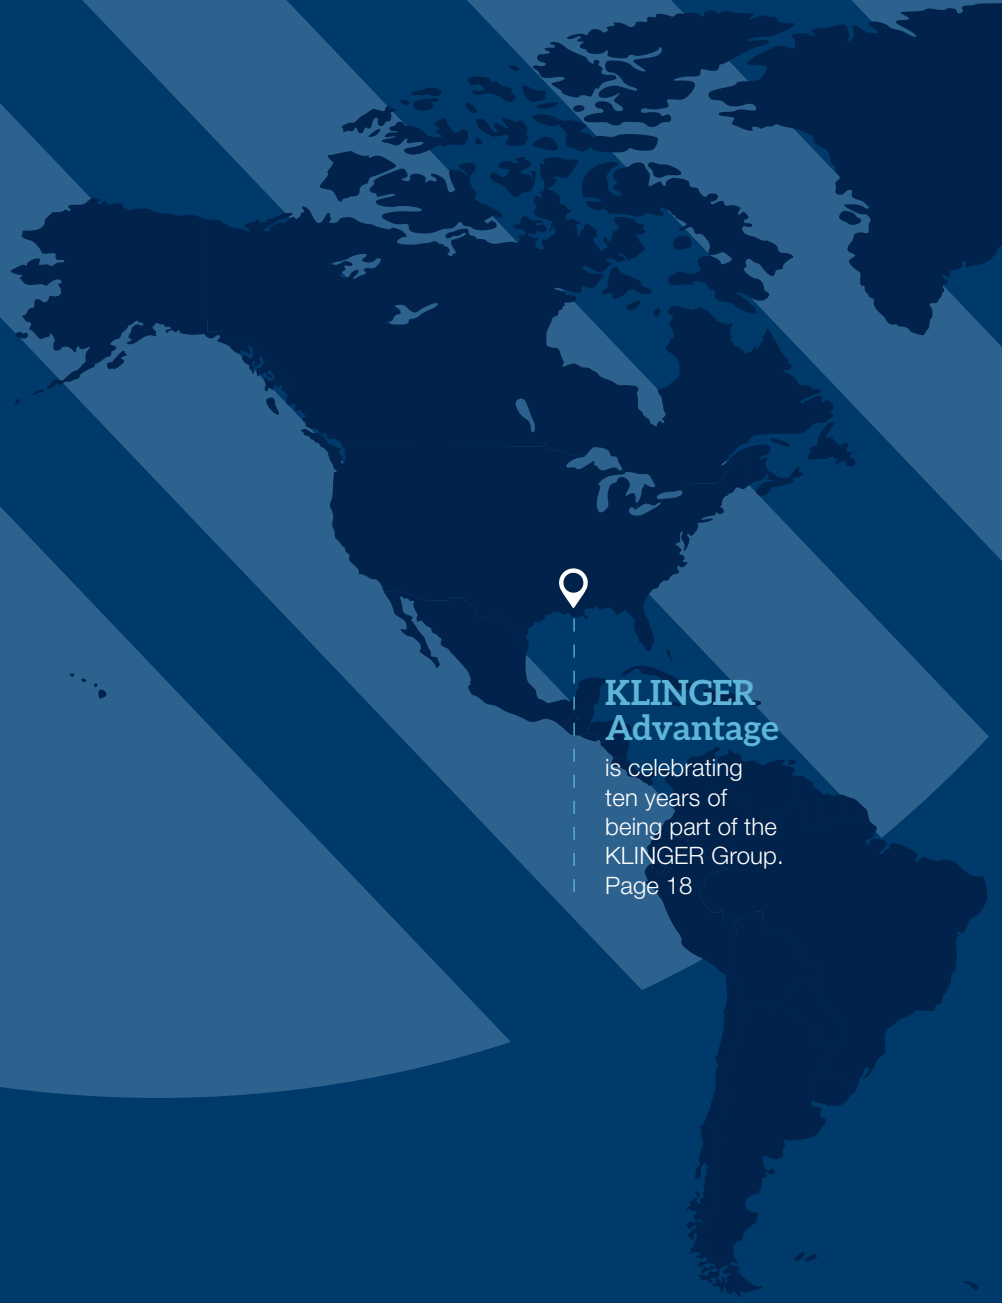 KLINGER
Advantage
is celebrating
ten years of
being part of the
KLINGER Group.
Page 18